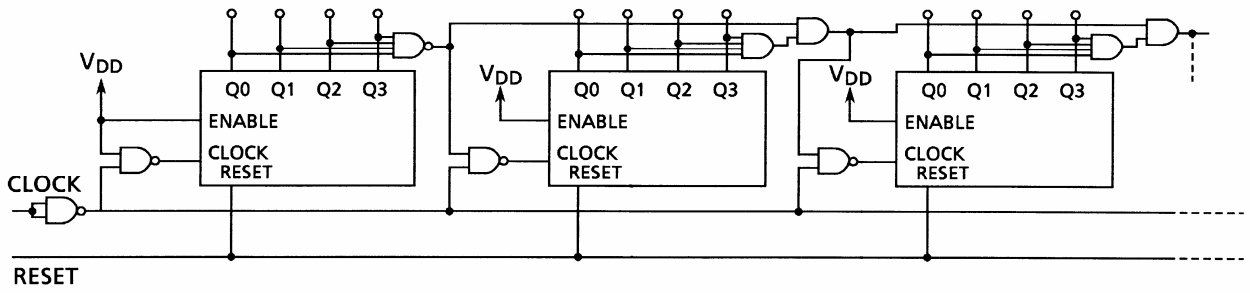 VDD
Q0 Q1 Q2 Q3
ENABLE
CLOCK
RESET
VDD
Q0 Q1 Q2 Q3
ENABLE
CLOCK
RESET
VDD
Q0 Q1 Q2 Q3
ENABLE
CLOCK
RESET
CLOCK
RESET